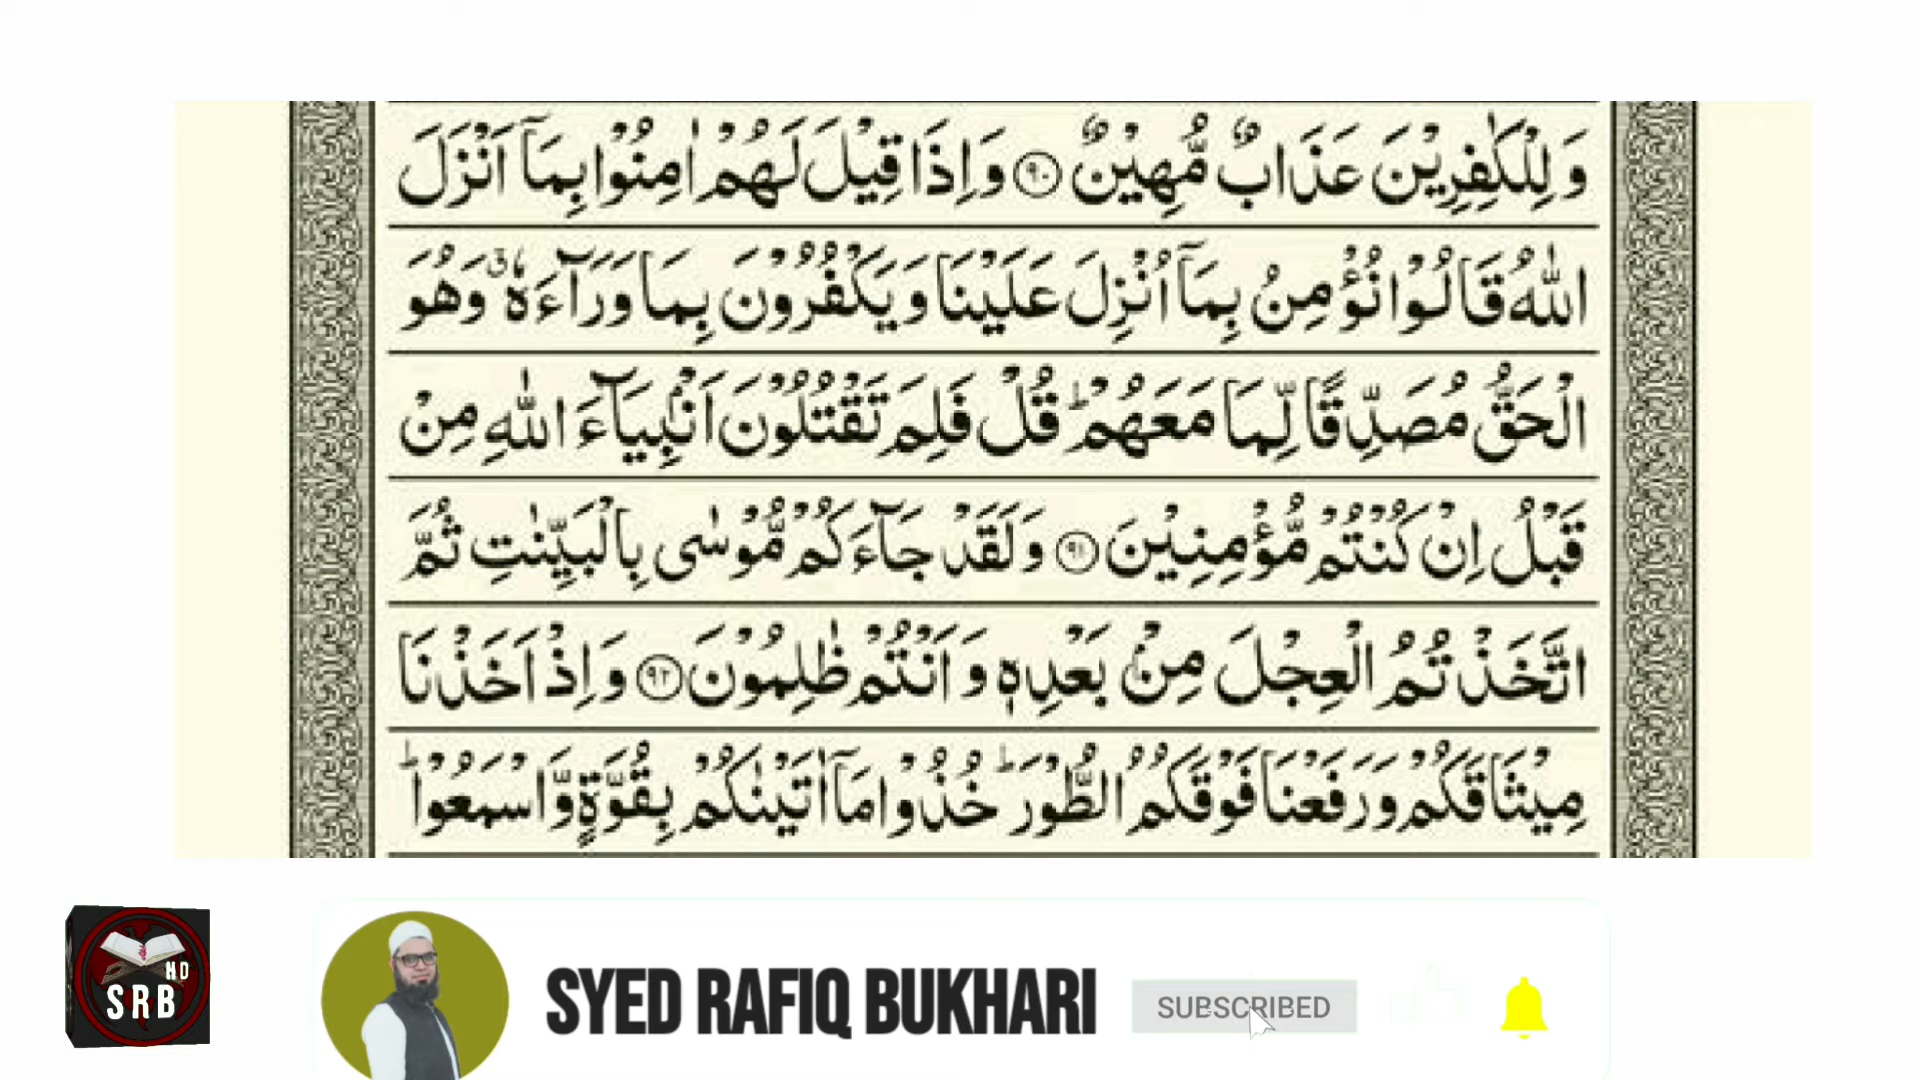 وَلِلْكٰفِرِيْنَ عَذَابٌ مُّهِيْنٌ ۝٩٠ وَاِذَا قِيْلَ لَهُمْ اٰمِنُوْا بِمَاۤ اَنْزَلَ
اللّٰهُ قَالُوْا نُؤْمِنُ بِمَاۤ اُنْزِلَ عَلَيْنَا وَيَكْفُرُوْنَ بِمَا وَرَآءَهٗ ۗ وَهُوَ
الْحَقُّ مُصَدِّقًا لِّمَا مَعَهُمْ ؕ قُلْ فَلِمَ تَقْتُلُوْنَ اَنْۢبِيَآءَ اللّٰهِ مِنْ
قَبْلُ اِنْ كُنْتُمْ مُّؤْمِنِيْنَ ۝٩١ وَلَقَدْ جَآءَكُمْ مُّوْسٰى بِالْبَيِّنٰتِ ثُمَّ
اتَّخَذْتُمُ الْعِجْلَ مِنْۢ بَعْدِهٖ وَاَنْتُمْ ظٰلِمُوْنَ ۝٩٢ وَاِذْ اَخَذْنَا
مِيْثَاقَكُمْ وَرَفَعْنَا فَوْقَكُمُ الطُّوْرَ ؕ خُذُوْا مَاۤ اٰتَيْنٰكُمْ بِقُوَّةٍ وَّاسْمَعُوْا ؕ
HD
SRB
SYED RAFIQ BUKHARI
SUBSCRIBED